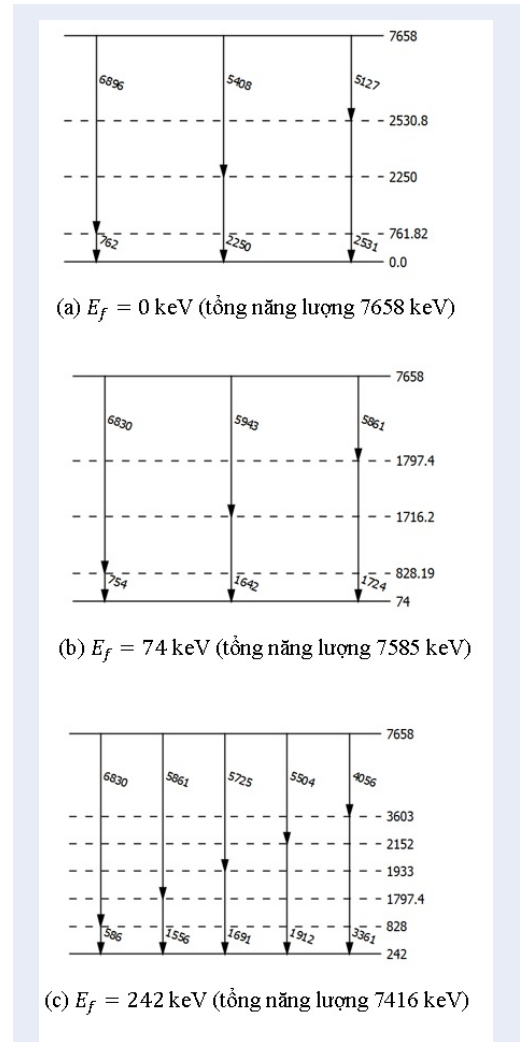 7658
6896 5408 5127
2530.8
2250
761.82
762 2250 2531
0.0
(a) E_f = 0 keV (tổng năng lượng 7658 keV)
7658
6830 5943 5861
1797.4
1716.2
828.19
754 1642 1724
74
(b) E_f = 74 keV (tổng năng lượng 7585 keV)
7658
6830 5861 5725 5504 4056
3603
2152
1933
1797.4
828
586 1556 1691 1912 3361
242
(c) E_f = 242 keV (tổng năng lượng 7416 keV)